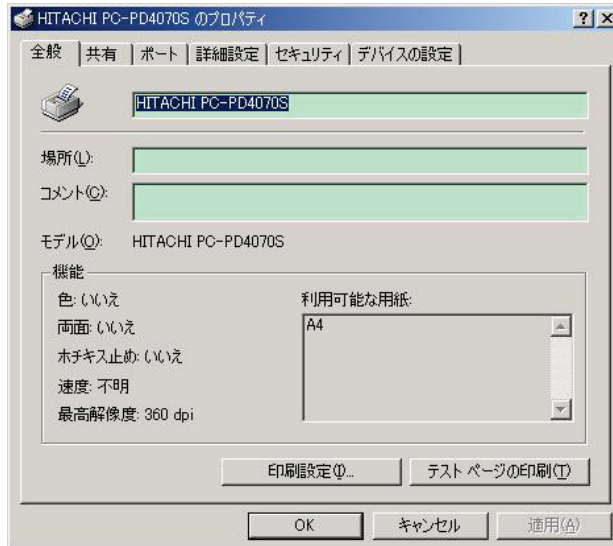 HITACHI PC-PD4070S のプロパティ
全般 共有 ポート 詳細設定 セキュリティ デバイスの設定
HITACHI PC-PD4070S
場所(L):
コメント(C):
モデル(O): HITACHI PC-PD4070S
機能
色: いいえ 利用可能な用紙:
両面: いいえ A4
ホチキス止め: いいえ
速度: 不明
最高解像度: 360 dpi
印刷設定(I)... テスト ページの印刷(T)
OK キャンセル 適用(A)